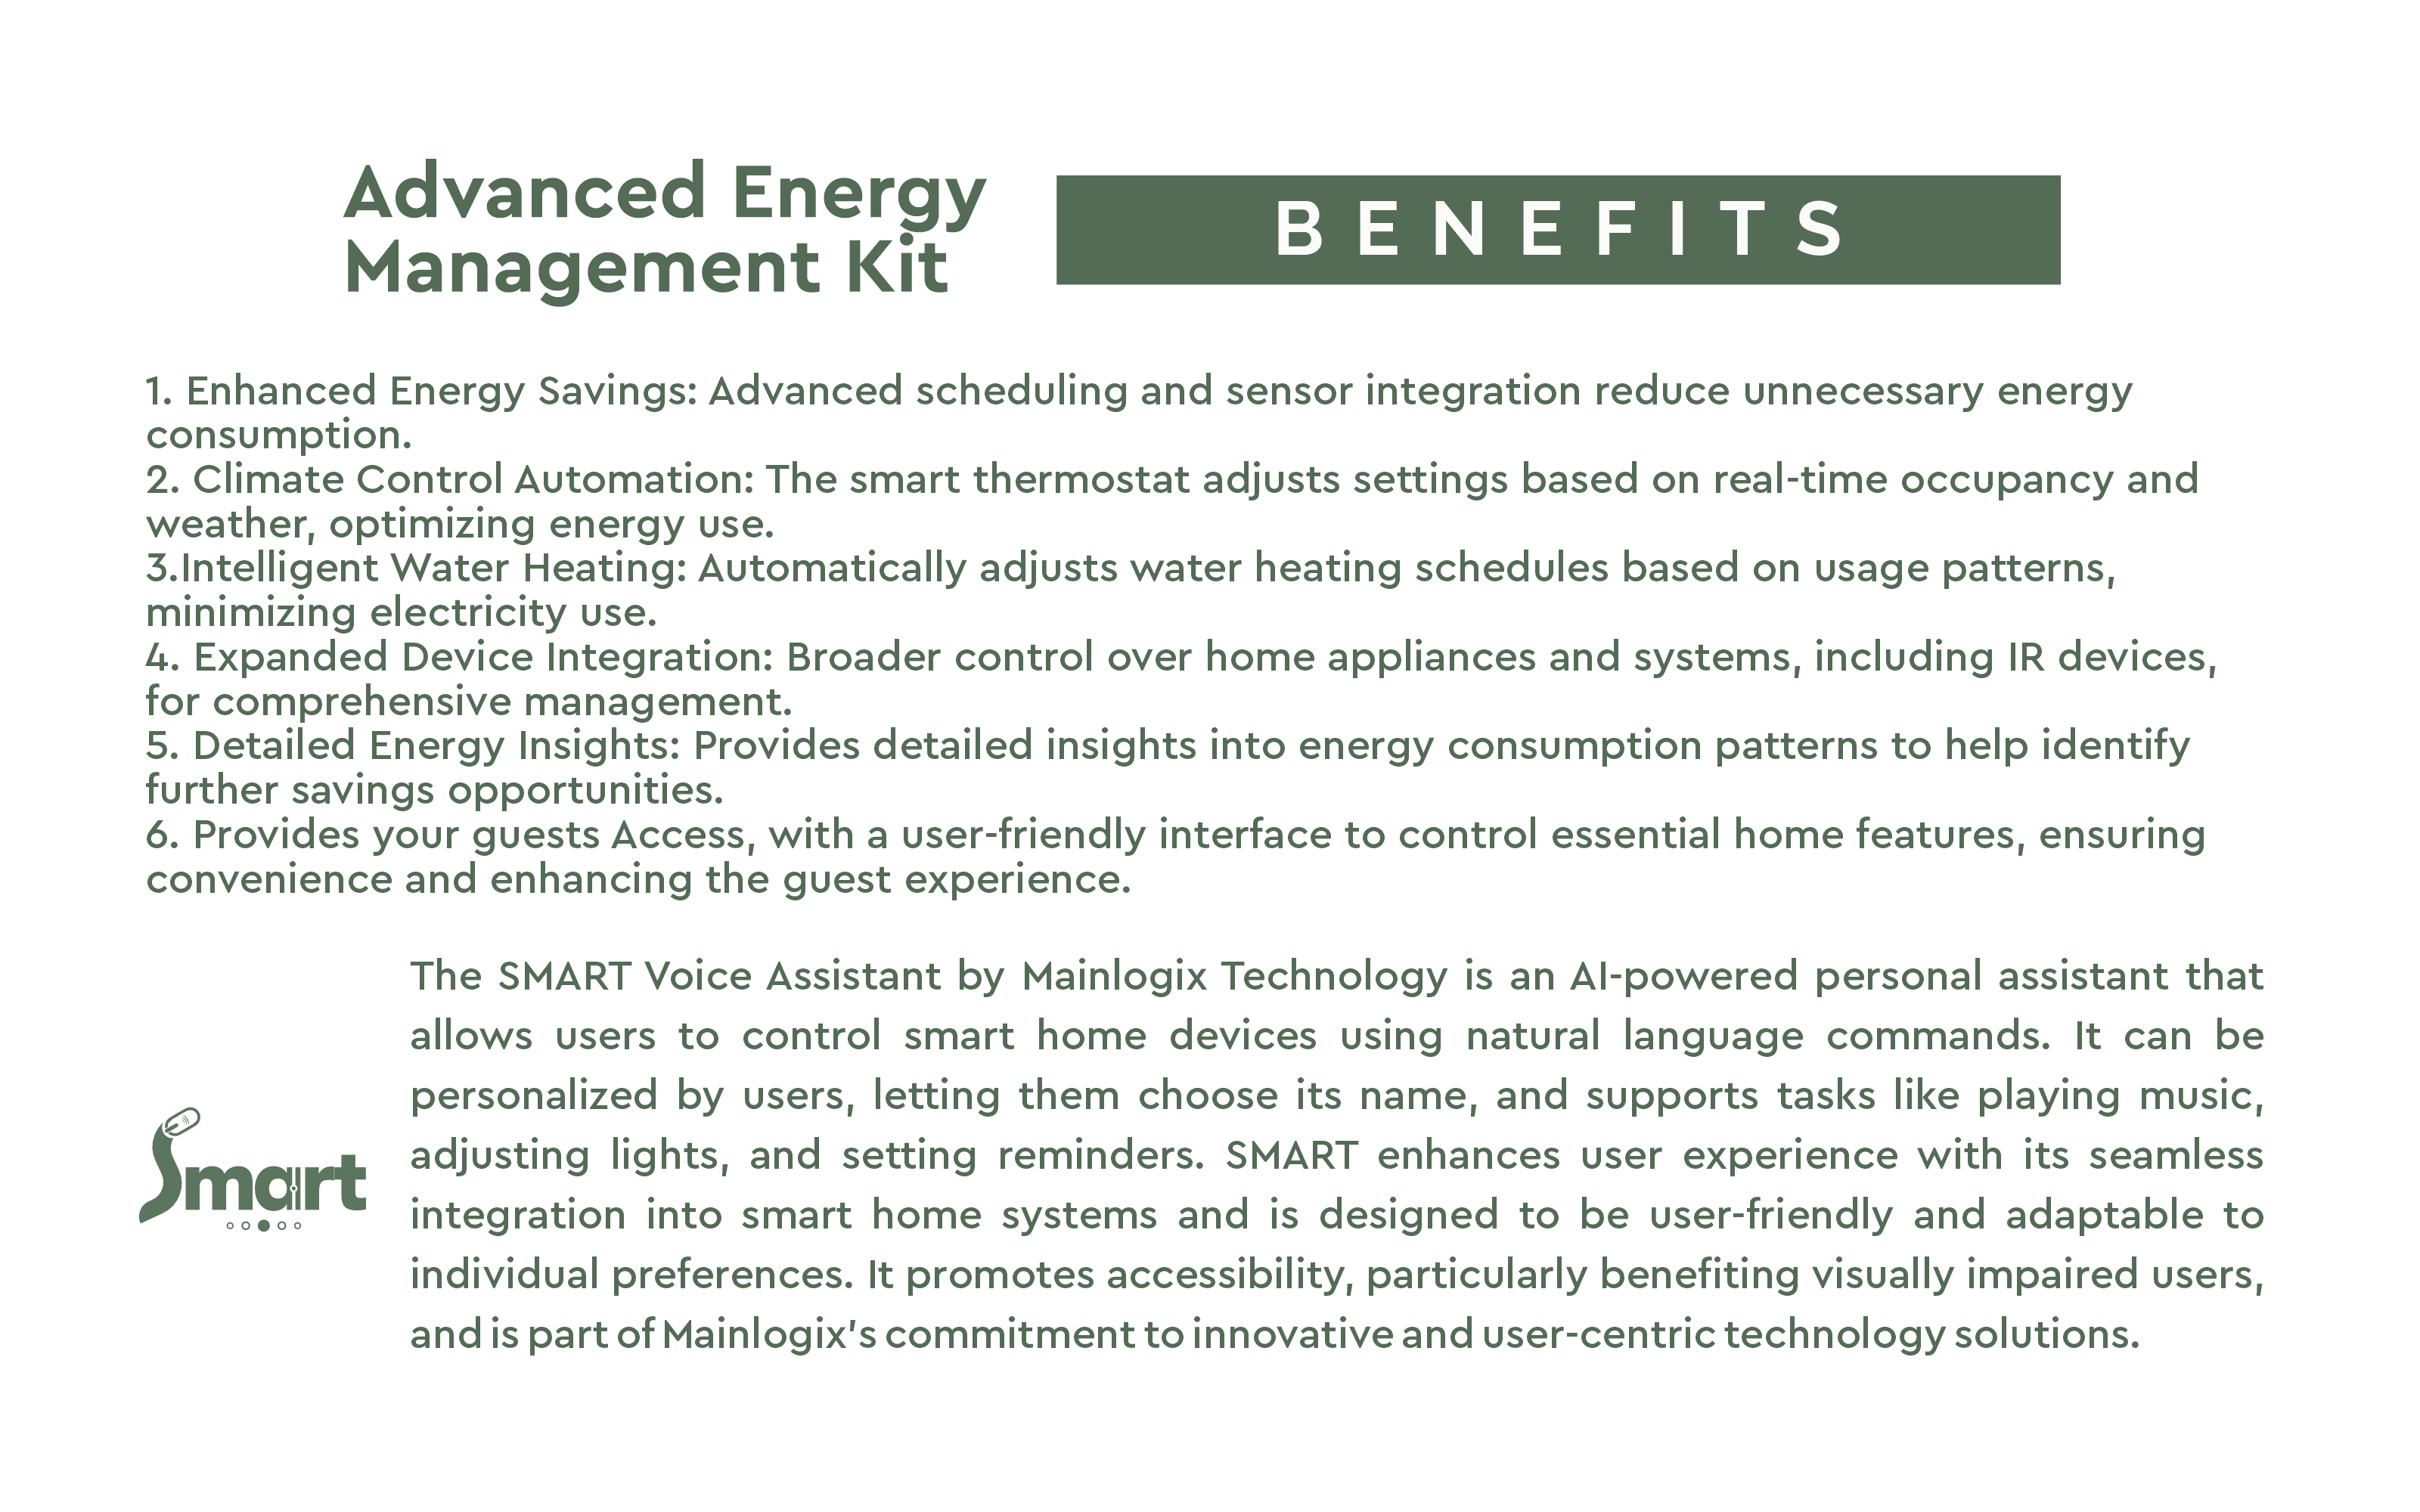 Advanced Energy
Management Kit
BENEFITS
1. Enhanced Energy Savings: Advanced scheduling and sensor integration reduce unnecessary energy
consumption.
2. Climate Control Automation: The smart thermostat adjusts settings based on real-time occupancy and
weather, optimizing energy use.
3.Intelligent Water Heating: Automatically adjusts water heating schedules based on usage patterns,
minimizing electricity use.
4. Expanded Device Integration: Broader control over home appliances and systems, including IR devices,
for comprehensive management.
5. Detailed Energy Insights: Provides detailed insights into energy consumption patterns to help identify
further savings opportunities.
6. Provides your guests Access, with a user-friendly interface to control essential home features, ensuring
convenience and enhancing the guest experience.
Smart
The SMART Voice Assistant by Mainlogix Technology is an AI-powered personal assistant that
allows users to control smart home devices using natural language commands. It can be
personalized by users, letting them choose its name, and supports tasks like playing music,
adjusting lights, and setting reminders. SMART enhances user experience with its seamless
integration into smart home systems and is designed to be user-friendly and adaptable to
individual preferences. It promotes accessibility, particularly benefiting visually impaired users,
and is part of Mainlogix’s commitment to innovative and user-centric technology solutions.